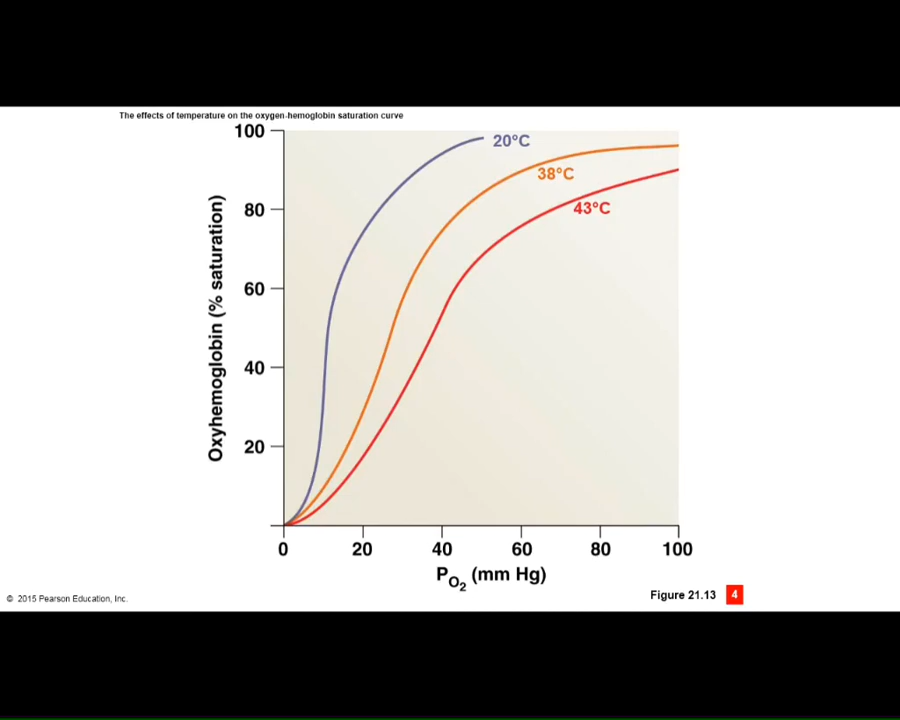 The effects of temperature on the oxygen-hemoglobin saturation curve
100
20°C
38°C
80
43°C
Oxyhemoglobin (% saturation)
60
40
20
0 20 40 60 80 100
PO2 (mm Hg)
Figure 21.13 4
© 2015 Pearson Education, Inc.